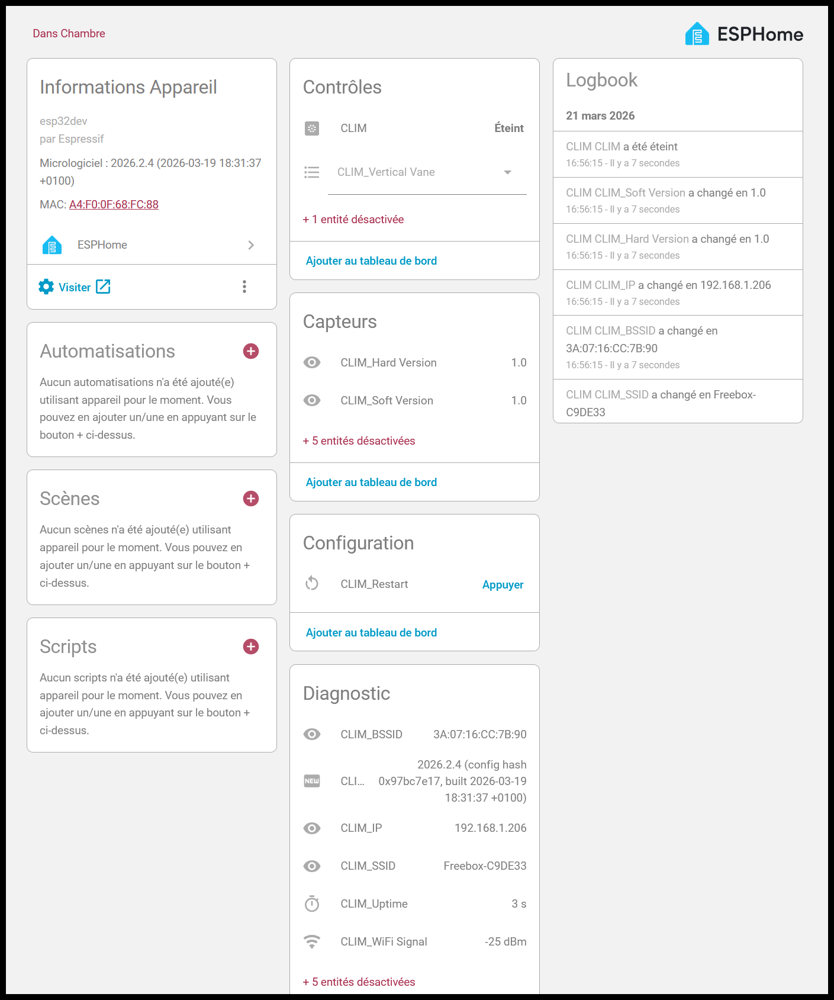 Dans Chambre
ESPHome
Informations Appareil
esp32dev
par Espressif
Micrologiciel : 2026.2.4 (2026-03-19 18:31:37
+0100)
MAC: A4:F0:0F:68:FC:88
ESPHome
Visiter
Automatisations
Aucun automatisations n'a été ajouté(e)
utilisant appareil pour le moment. Vous
pouvez en ajouter un/une en appuyant sur le
bouton + ci-dessus.
Scènes
Aucun scènes n'a été ajouté(e) utilisant
appareil pour le moment. Vous pouvez en
ajouter un/une en appuyant sur le bouton +
ci-dessus.
Scripts
Aucun scripts n'a été ajouté(e) utilisant
appareil pour le moment. Vous pouvez en
ajouter un/une en appuyant sur le bouton +
ci-dessus.
Contrôles
CLIM Éteint
CLIM_Vertical Vane
+ 1 entité désactivée
Ajouter au tableau de bord
Capteurs
CLIM_Hard Version 1.0
CLIM_Soft Version 1.0
+ 5 entités désactivées
Ajouter au tableau de bord
Configuration
CLIM_Restart Appuyer
Ajouter au tableau de bord
Diagnostic
CLIM_BSSID 3A:07:16:CC:7B:90
2026.2.4 (config hash
NEW CLI... 0x97bc7e17, built 2026-03-19
18:31:37 +0100)
CLIM_IP 192.168.1.206
CLIM_SSID Freebox-C9DE33
CLIM_Uptime 3 s
CLIM_WiFi Signal -25 dBm
+ 5 entités désactivées
Logbook
21 mars 2026
CLIM CLIM a été éteint
16:56:15 - Il y a 7 secondes
CLIM CLIM_Soft Version a changé en 1.0
16:56:15 - Il y a 7 secondes
CLIM CLIM_Hard Version a changé en 1.0
16:56:15 - Il y a 7 secondes
CLIM CLIM_IP a changé en 192.168.1.206
16:56:15 - Il y a 7 secondes
CLIM CLIM_BSSID a changé en
3A:07:16:CC:7B:90
16:56:15 - Il y a 7 secondes
CLIM CLIM_SSID a changé en Freebox-
C9DE33